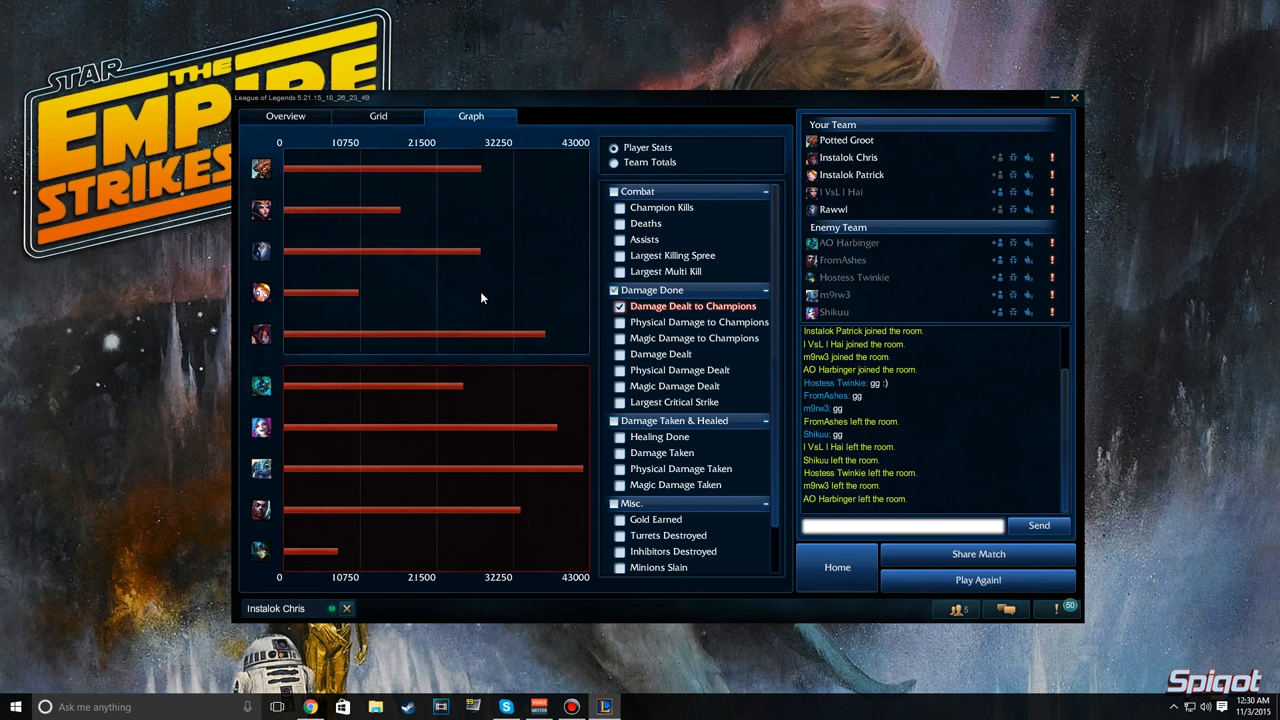 STAR
THE
EMPIRE
STRIKES
League of Legends 5.21.15_10_26_23_49
Overview
Grid
Graph
0 10750 21500 32250 43000
0 10750 21500 32250 43000
Player Stats
Team Totals
Combat
Champion Kills
Deaths
Assists
Largest Killing Spree
Largest Multi Kill
Damage Done
Damage Dealt to Champions
Physical Damage to Champions
Magic Damage to Champions
Damage Dealt
Physical Damage Dealt
Magic Damage Dealt
Largest Critical Strike
Damage Taken & Healed
Healing Done
Damage Taken
Physical Damage Taken
Magic Damage Taken
Misc.
Gold Earned
Turrets Destroyed
Inhibitors Destroyed
Minions Slain
Your Team
Potted Groot
Instalok Chris
Instalok Patrick
I VsL I Hai
Rawwl
Enemy Team
AO Harbinger
FromAshes
Hostess Twinkie
m9rw3
Shikuu
Instalok Patrick joined the room.
I VsL I Hai joined the room.
m9rw3 joined the room.
AO Harbinger joined the room.
Hostess Twinkie: gg :)
FromAshes: gg
m9rw3: gg
FromAshes left the room.
Shikuu: gg
I VsL I Hai left the room.
Shikuu left the room.
Hostess Twinkie left the room.
m9rw3 left the room.
AO Harbinger left the room.
Send
Home
Share Match
Play Again!
Instalok Chris
5
50
Spigot
Ask me anything
99
VOICE
MEETER
L
12:30 AM
11/3/2015